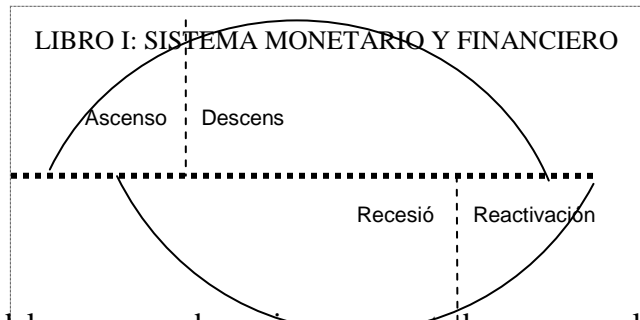 LIBRO I: SISTEMA MONETARIO Y FINANCIERO
Ascenso Descens
Recesió Reactivación